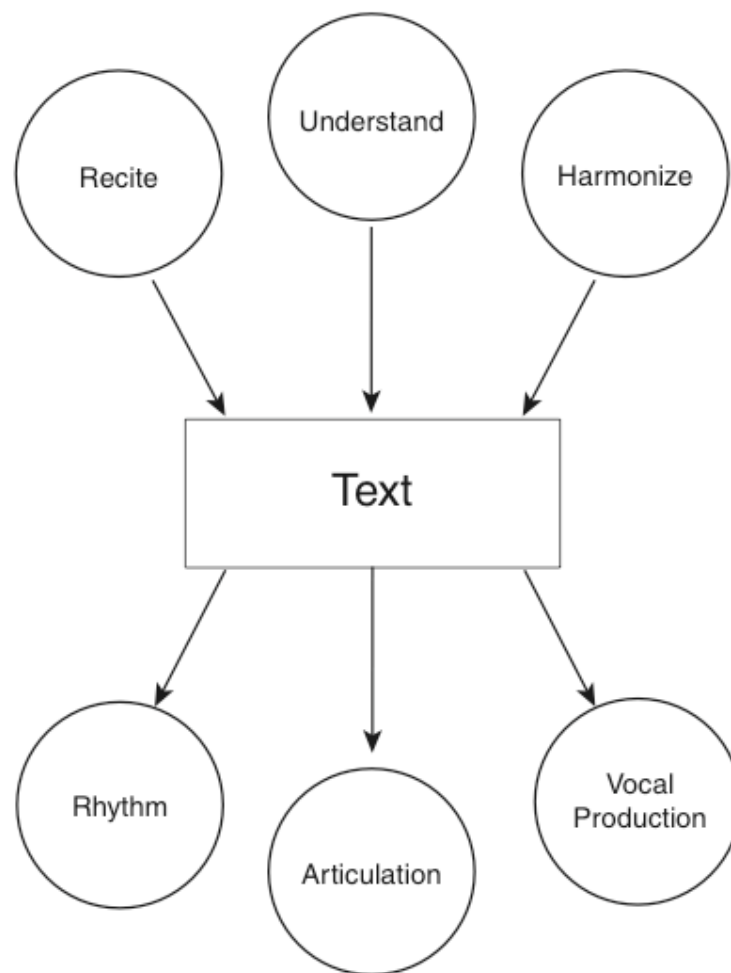 Understand
Recite
Harmonize
Text
Rhythm
Articulation
Vocal
Production